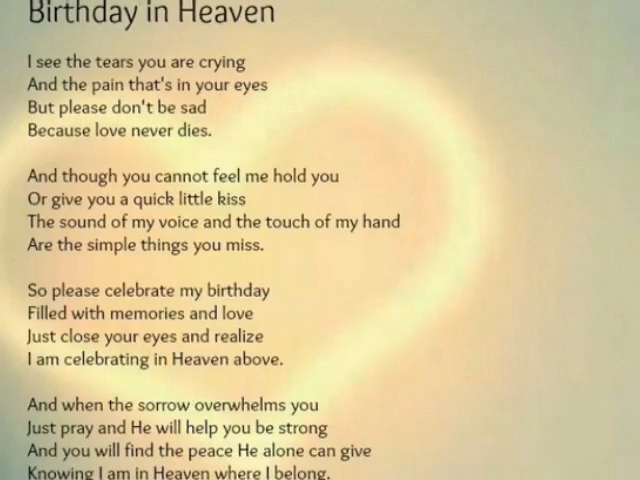 Birthday in Heaven
I see the tears you are crying
And the pain that's in your eyes
But please don't be sad
Because love never dies.
And though you cannot feel me hold you
Or give you a quick little kiss
The sound of my voice and the touch of my hand
Are the simple things you miss.
So please celebrate my birthday
Filled with memories and love
Just close your eyes and realize
I am celebrating in Heaven above.
And when the sorrow overwhelms you
Just pray and He will help you be strong
And you will find the peace He alone can give
Knowing I am in Heaven where I belong.